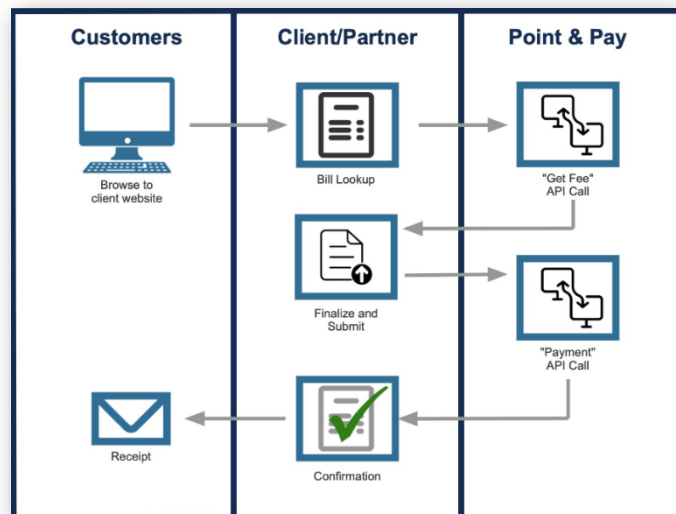 Customers
Client/Partner
Point & Pay
Browse to
client website
Bill Lookup
"Get Fee"
API Call
Finalize and
Submit
"Payment"
API Call
Receipt
Confirmation